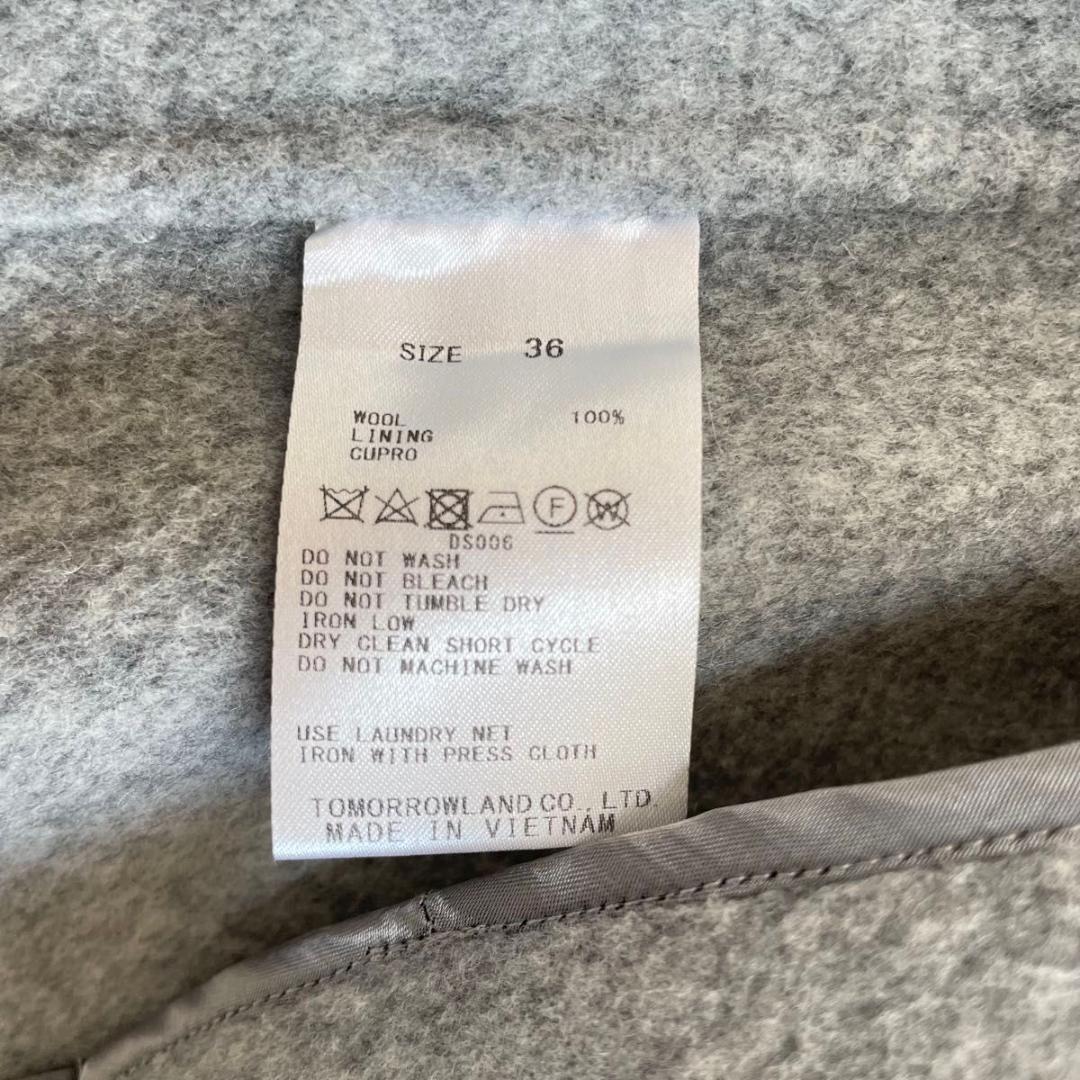 SIZE 36
WOOL 100%
LINING
CUPRO
F W
DS006
DO NOT WASH
DO NOT BLEACH
DO NOT TUMBLE DRY
IRON LOW
DRY CLEAN SHORT CYCLE
DO NOT MACHINE WASH
USE LAUNDRY NET
IRON WITH PRESS CLOTH
TOMORROWLAND CO., LTD.
MADE IN VIETNAM